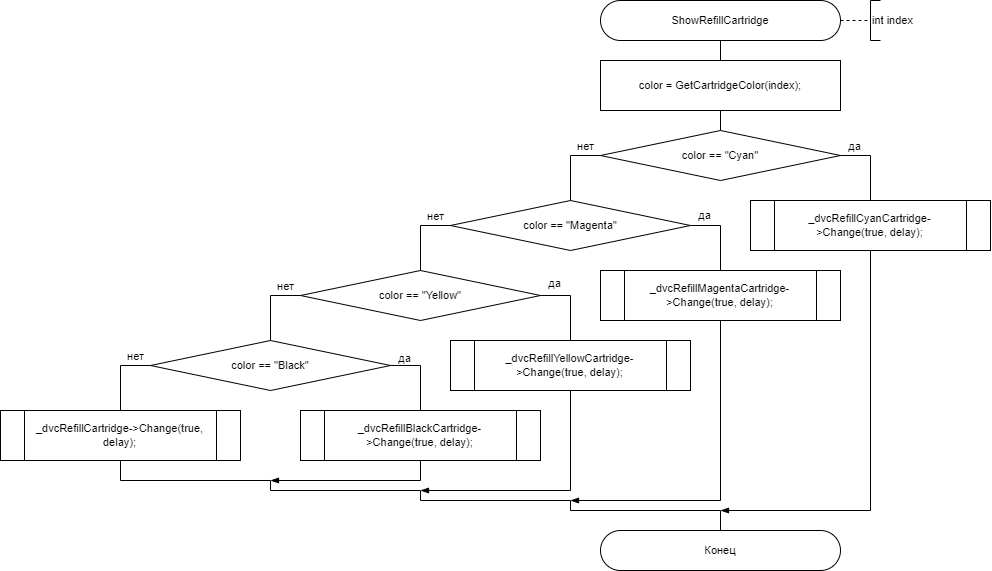 ShowRefillCartridge
int index
color = GetCartridgeColor(index);
нет
color == "Cyan"
да
нет
color == "Magenta"
да
_dvcRefillCyanCartridge-
>Change(true, delay);
нет
color == "Yellow"
да
_dvcRefillMagentaCartridge-
>Change(true, delay);
нет
color == "Black"
да
_dvcRefillYellowCartridge-
>Change(true, delay);
_dvcRefillCartridge->Change(true,
delay);
_dvcRefillBlackCartridge-
>Change(true, delay);
Конец